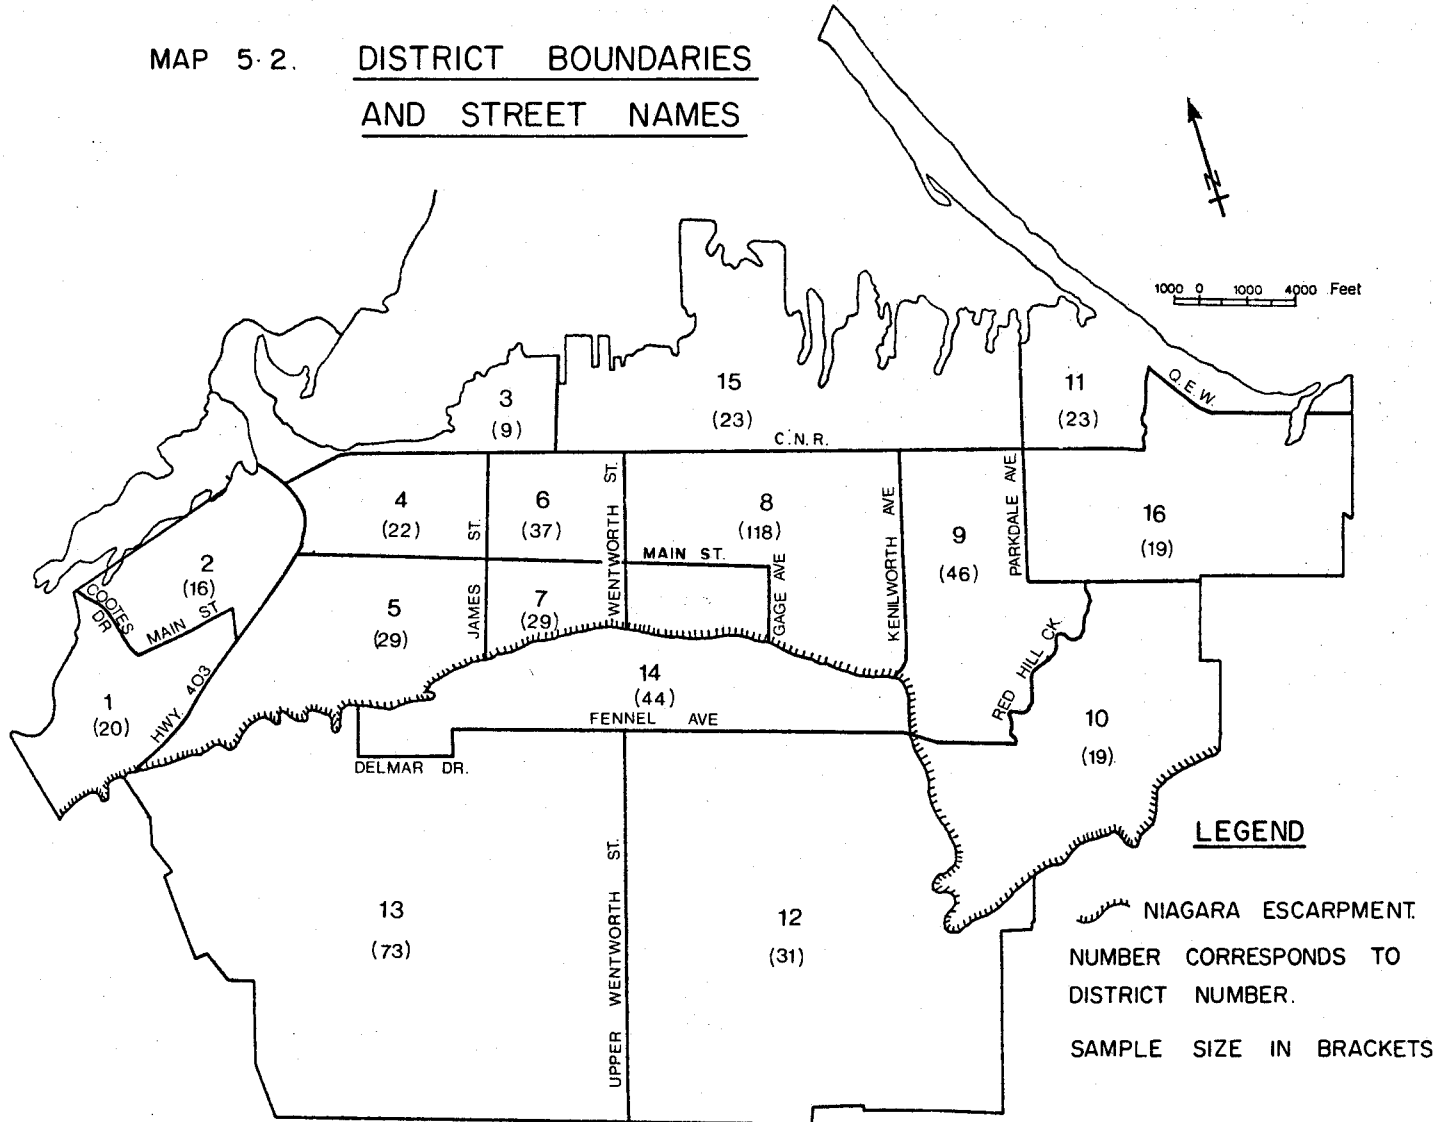 MAP 5·2. DISTRICT BOUNDARIES
AND STREET NAMES
N
1000 0 1000 4000 Feet
Q.E.W.
3
(9)
15
(23)
11
(23)
C.N.R.
4
(22)
JAMES ST.
6
(37)
WENTWORTH ST.
8
(118)
KENILWORTH AVE.
9
(46)
PARKDALE AVE.
16
(19)
MAIN ST.
GAGE AVE
2
(16)
COOTES DR
MAIN ST
5
(29)
7
(29)
1
(20)
HWY. 403
14
(44)
FENNEL AVE
DELMAR DR.
RED HILL CK.
10
(19).
13
(73)
UPPER WENTWORTH ST.
12
(31)
LEGEND
NIAGARA ESCARPMENT.
NUMBER CORRESPONDS TO
DISTRICT NUMBER.
SAMPLE SIZE IN BRACKETS